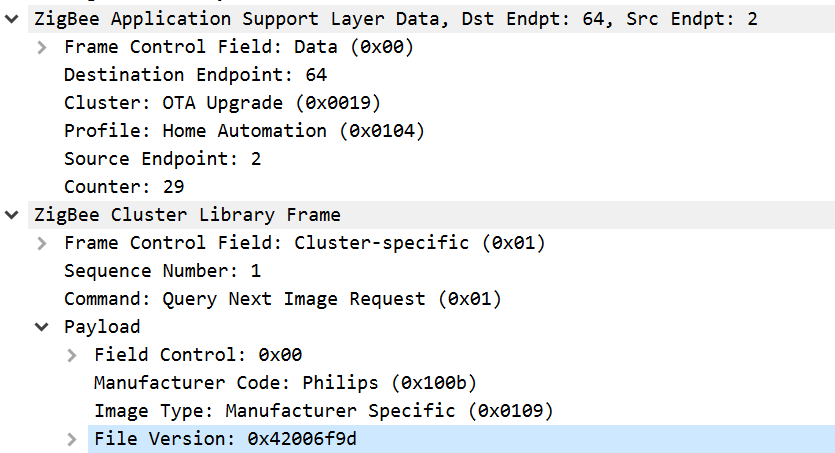 ZigBee Application Support Layer Data, Dst Endpt: 64, Src Endpt: 2
Frame Control Field: Data (0x00)
Destination Endpoint: 64
Cluster: OTA Upgrade (0x0019)
Profile: Home Automation (0x0104)
Source Endpoint: 2
Counter: 29
ZigBee Cluster Library Frame
Frame Control Field: Cluster-specific (0x01)
Sequence Number: 1
Command: Query Next Image Request (0x01)
Payload
Field Control: 0x00
Manufacturer Code: Philips (0x100b)
Image Type: Manufacturer Specific (0x0109)
File Version: 0x42006f9d